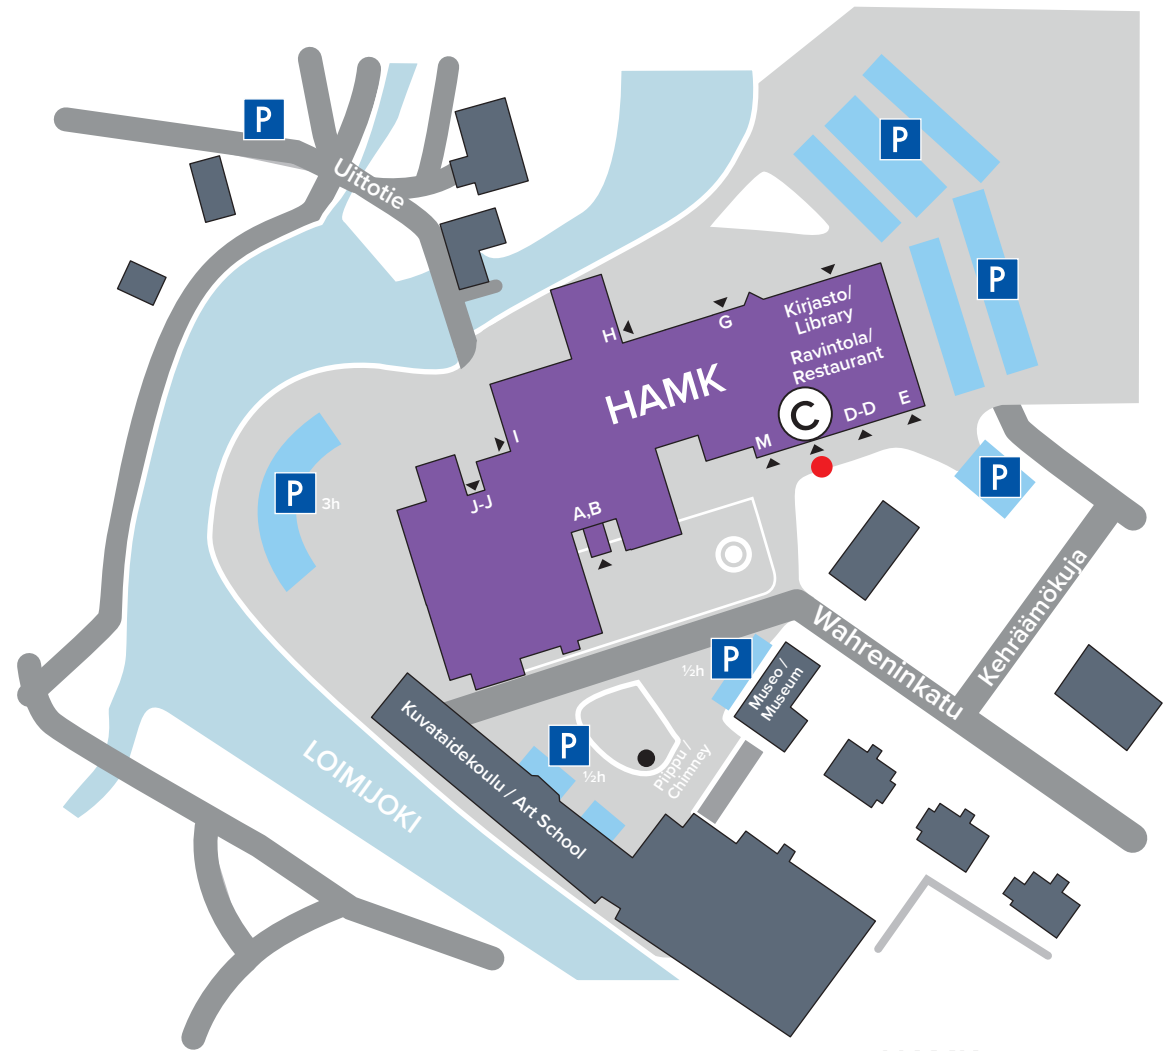 P
Uittotie
P
P
H
G
Kirjasto/
Library
Ravintola/
Restaurant
HAMK
C
M
D-D
E
I
J-J
P
3h
A,B
P
Kehräämökuja
Wahreninkatu
½h
P
Museo /
Museum
P
½h
Piippu /
Chimney
Kuvataidekoulu / Art School
LOIMIJOKI